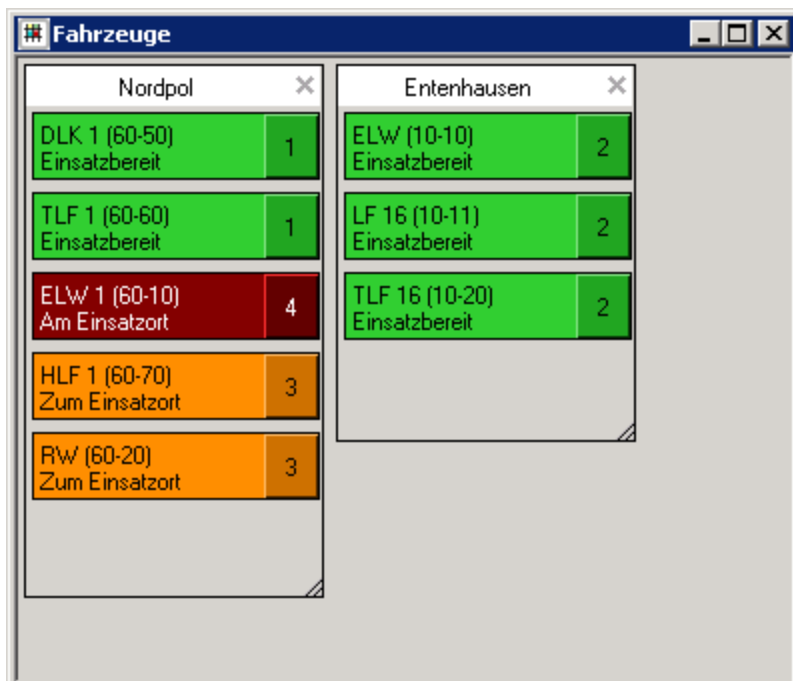 Fahrzeuge
Nordpol
DLK 1 (60-50)
Einsatzbereit
1
TLF 1 (60-60)
Einsatzbereit
1
ELW 1 (60-10)
Am Einsatzort
4
HLF 1 (60-70)
Zum Einsatzort
3
RW (60-20)
Zum Einsatzort
3
Entenhausen
ELW (10-10)
Einsatzbereit
2
LF 16 (10-11)
Einsatzbereit
2
TLF 16 (10-20)
Einsatzbereit
2